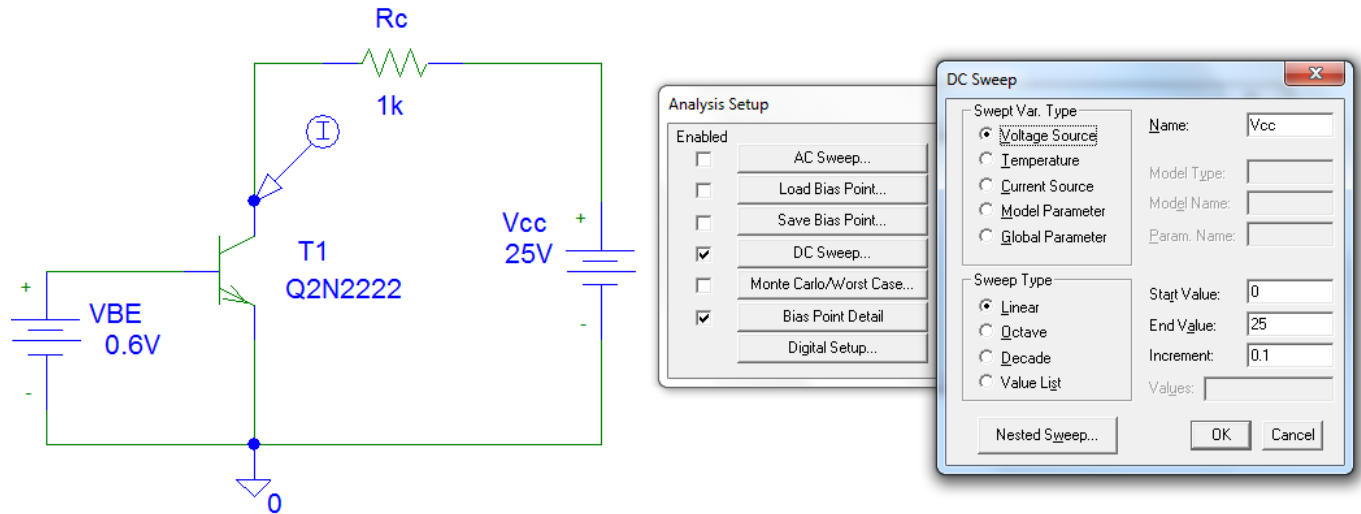 Rc
1k
I
T1
Q2N2222
Vcc
25V
+
-
+
VBE
0.6V
-
0
Analysis Setup
Enabled
AC Sweep...
Load Bias Point...
Save Bias Point...
DC Sweep...
Monte Carlo/Worst Case...
Bias Point Detail
Digital Setup...
DC Sweep
X
Swept Var. Type
Voltage Source
Temperature
Current Source
Model Parameter
Global Parameter
Name: Vcc
Model Type:
Model Name:
Param. Name:
Sweep Type
Linear
Octave
Decade
Value List
Start Value: 0
End Value: 25
Increment: 0.1
Values:
Nested Sweep...
OK
Cancel